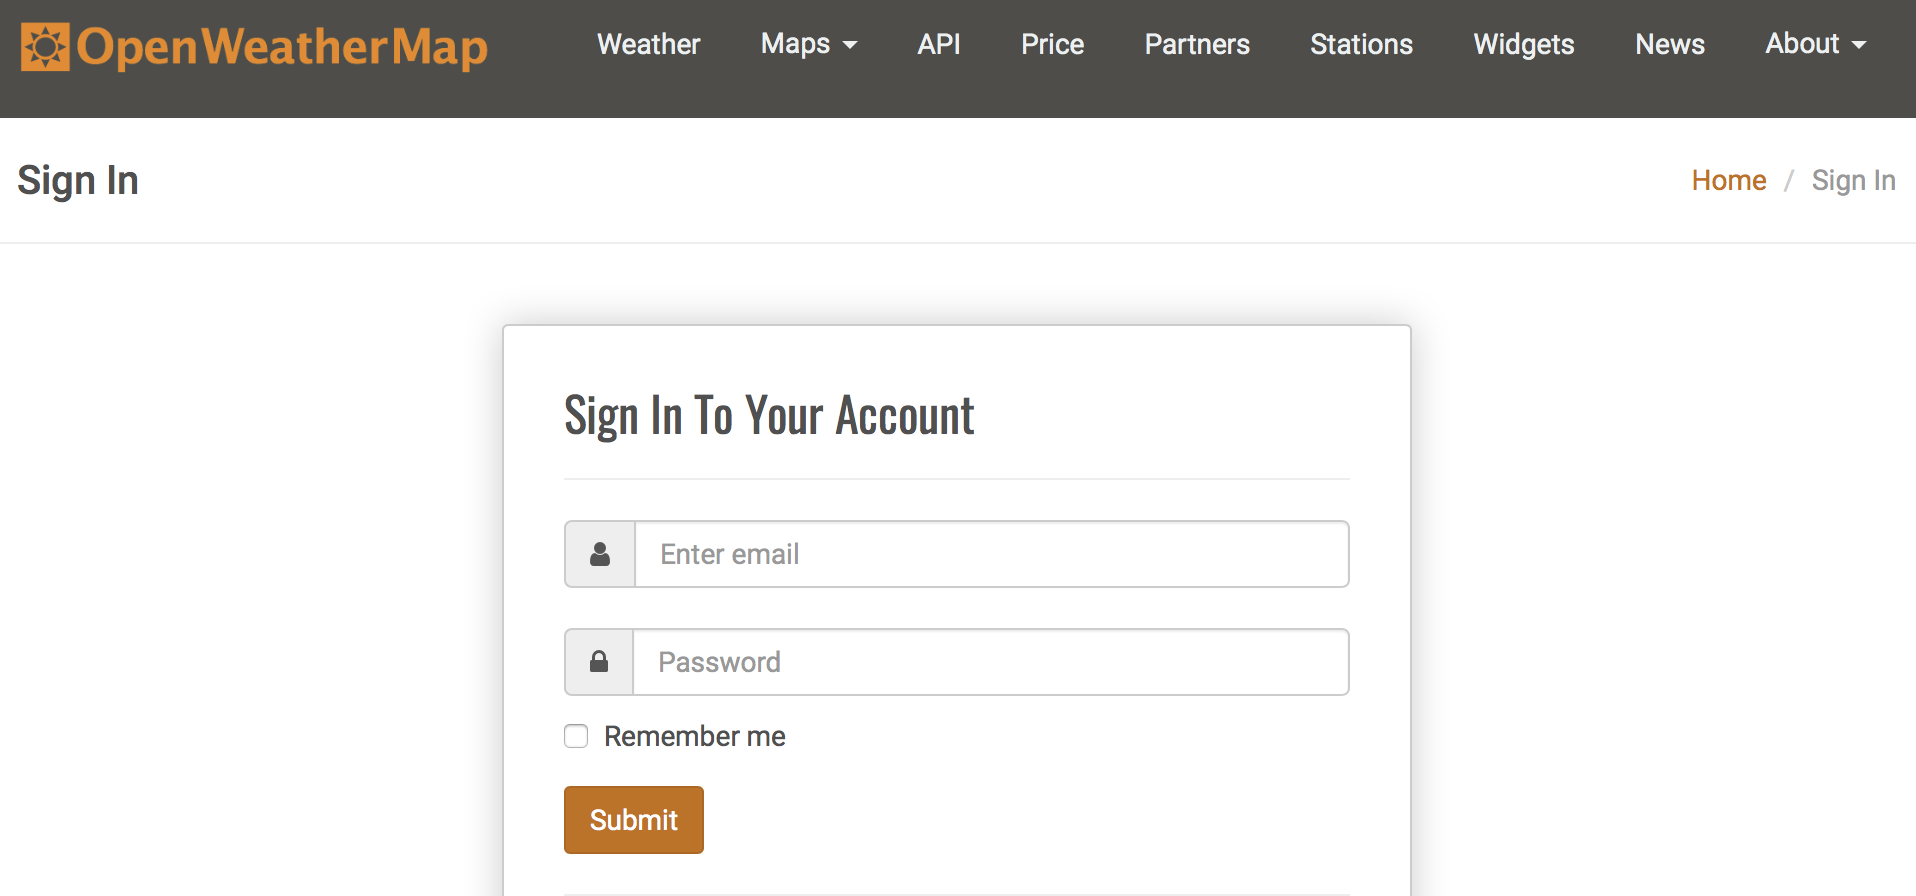 OpenWeatherMap Weather Maps API Price Partners Stations Widgets News About
Sign In Home / Sign In
Sign In To Your Account
Enter email
Password
Remember me
Submit